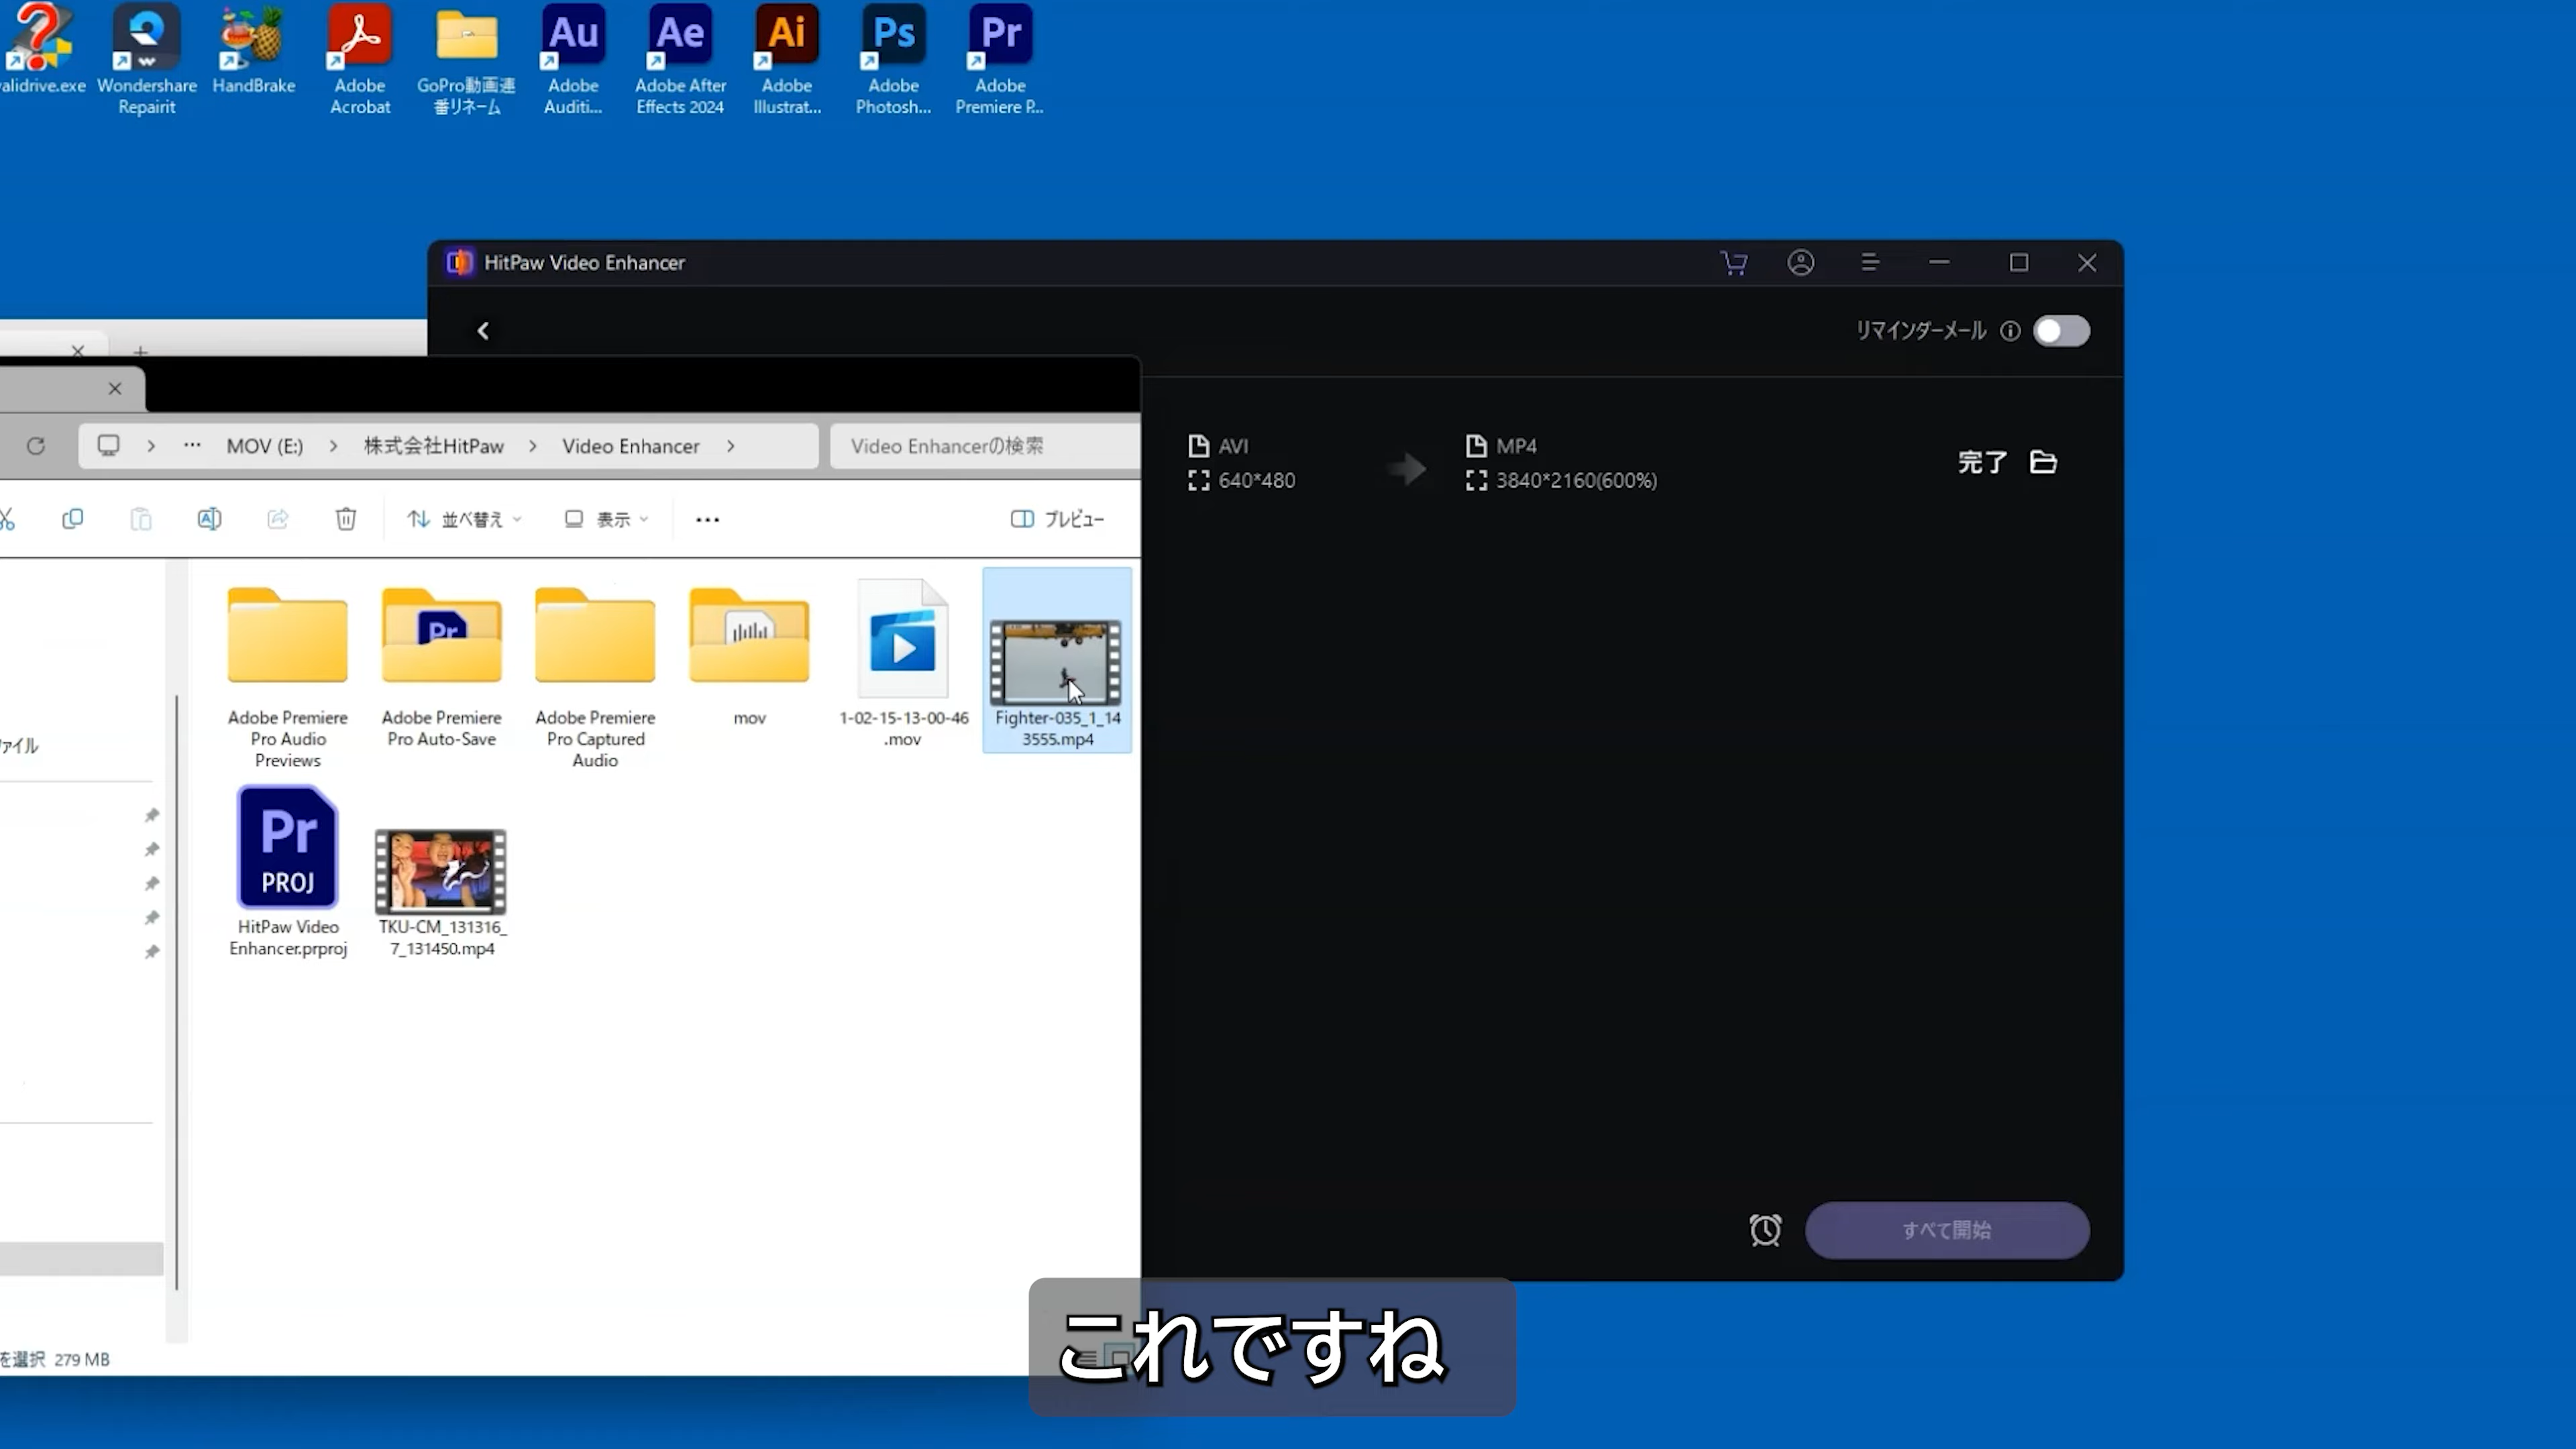 alidrive.exe
Wondershare
Repairit
HandBrake
Adobe
Acrobat
GoPro動画連
番リネーム
Au
Adobe
Auditi...
Ae
Adobe After
Effects 2024
Ai
Adobe
Illustrat...
Ps
Adobe
Photosh...
Pr
Adobe
Premiere P...
HitPaw Video Enhancer
リマインダーメール
MOV (E:) > 株式会社HitPaw > Video Enhancer >
Video Enhancerの検索
並べ替え
表示
...
プレビュー
AVI
640*480
MP4
3840*2160(600%)
完了
Adobe Premiere
Pro Audio
Previews
Pr
Adobe Premiere
Pro Auto-Save
Adobe Premiere
Pro Captured
Audio
mov
1-02-15-13-00-46
.mov
Fighter-035_1_14
3555.mp4
ァイル
Pr
PROJ
HitPaw Video
Enhancer.prproj
TKU-CM_131316_
7_131450.mp4
すべて開始
を選択 279 MB
これですね